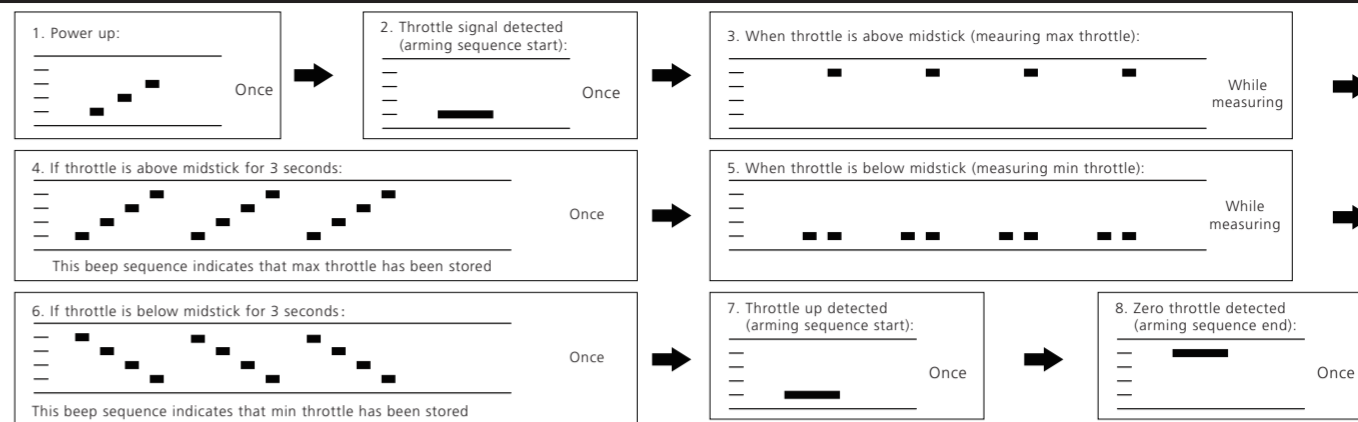 1. Power up:
Once
2. Throttle signal detected
(arming sequence start):
Once
3. When throttle is above midstick (meauring max throttle):
While
measuring
4. If throttle is above midstick for 3 seconds:
Once
This beep sequence indicates that max throttle has been stored
5. When throttle is below midstick (measuring min throttle):
While
measuring
6. If throttle is below midstick for 3 seconds:
Once
This beep sequence indicates that min throttle has been stored
7. Throttle up detected
(arming sequence start):
Once
8. Zero throttle detected
(arming sequence end):
Once